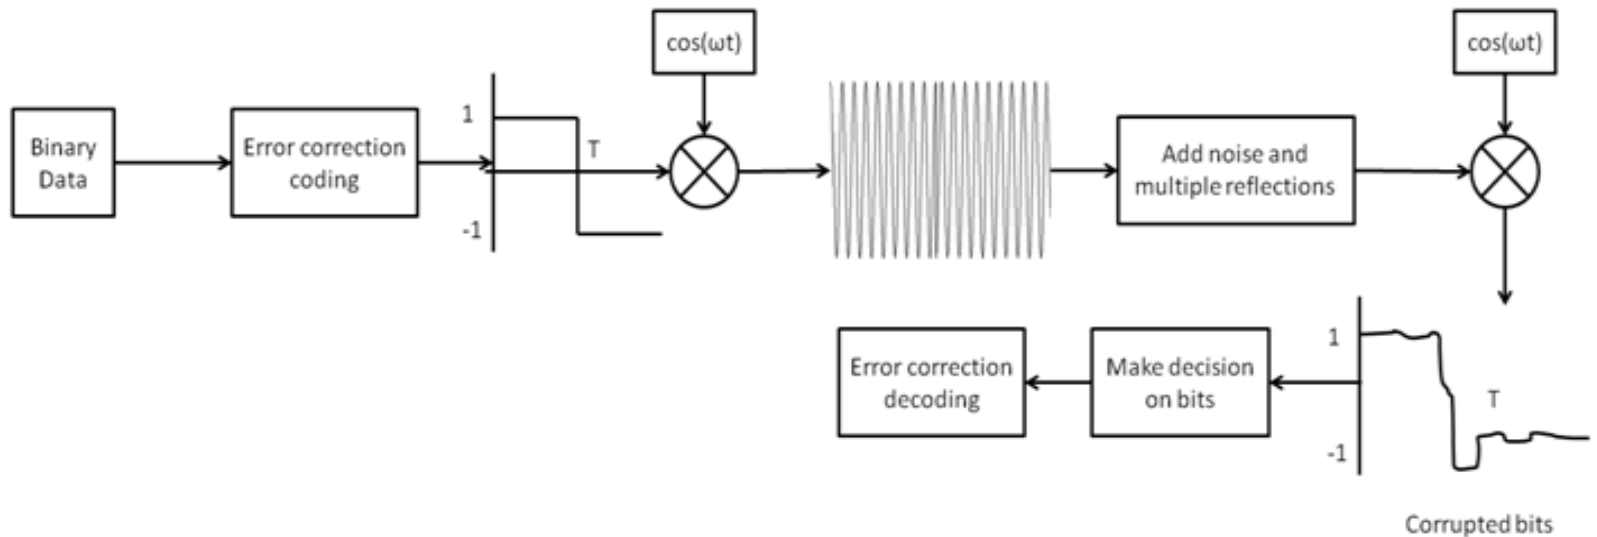 cos(ωt)
cos(ωt)
Binary
Data
Error correction
coding
1
T
-1
Add noise and
multiple reflections
Error correction
decoding
Make decision
on bits
1
T
-1
Corrupted bits